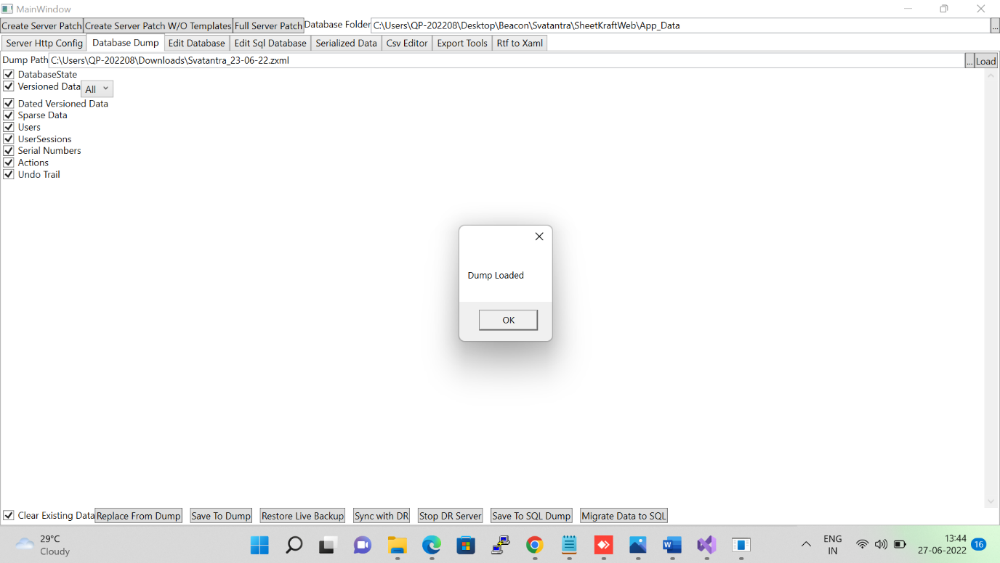 MainWindow
Create Server Patch Create Server Patch W/O Templates Full Server Patch Database Folder C:\Users\QP-202208\Desktop\Beacon\Svatantra\SheetKraftWeb\App_Data ...
Server Http Config Database Dump Edit Database Edit Sql Database Serialized Data Csv Editor Export Tools Rtf to Xaml
Dump Path C:\Users\QP-202208\Downloads\Svatantra_23-06-22.zxml ... Load
DatabaseState
Versioned Data All
Dated Versioned Data
Sparse Data
Users
UserSessions
Serial Numbers
Actions
Undo Trail
Dump Loaded
OK
Clear Existing Data Replace From Dump Save To Dump Restore Live Backup Sync with DR Stop DR Server Save To SQL Dump Migrate Data to SQL
29°C
Cloudy
ENG
IN
13:44
27-06-2022
16